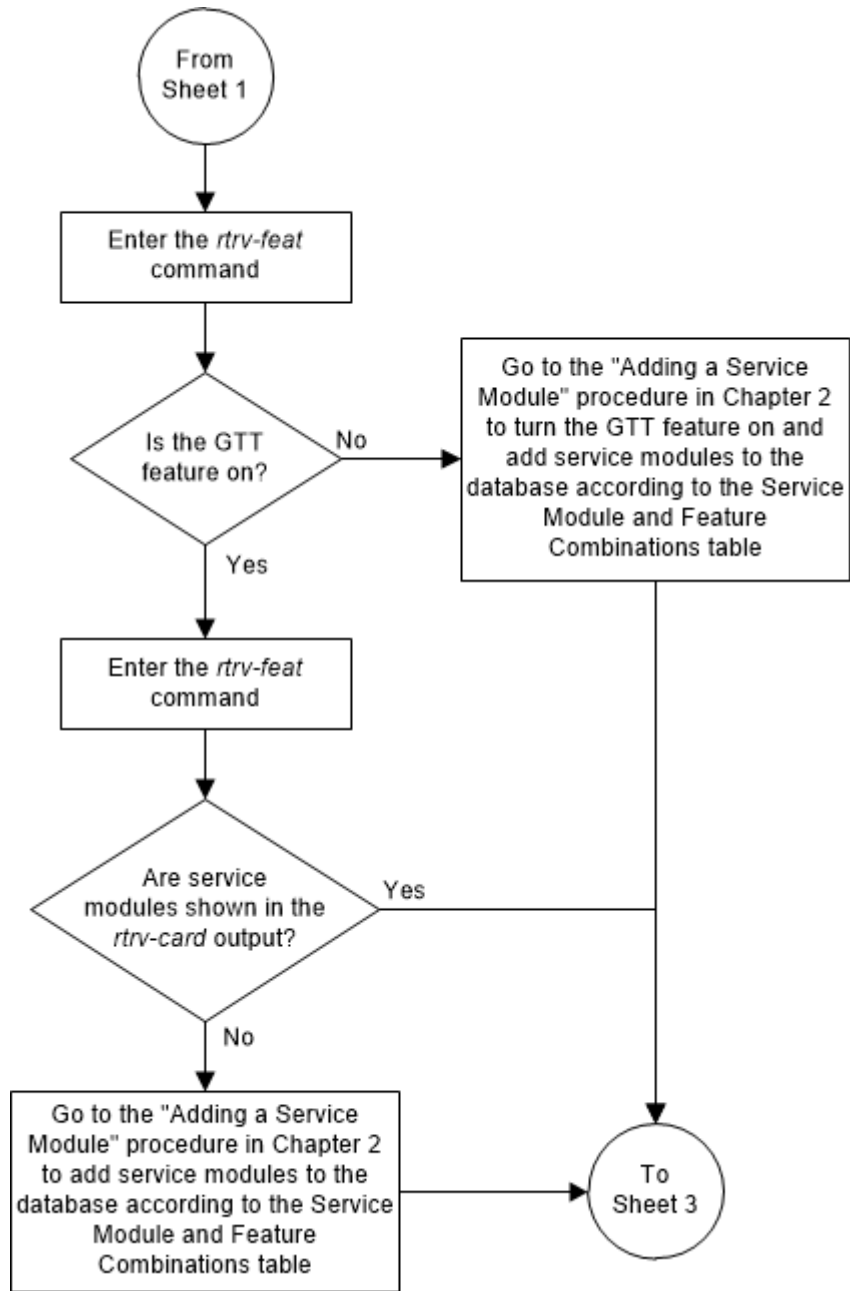 From
Sheet 1
Enter the rtrv-feat
command
Is the GTT
feature on?
No
Go to the "Adding a Service
Module" procedure in Chapter 2
to turn the GTT feature on and
add service modules to the
database according to the Service
Module and Feature
Combinations table
Yes
Enter the rtrv-feat
command
Are service
modules shown in the
rtrv-card output?
Yes
No
Go to the "Adding a Service
Module" procedure in Chapter 2
to add service modules to the
database according to the Service
Module and Feature
Combinations table
To
Sheet 3